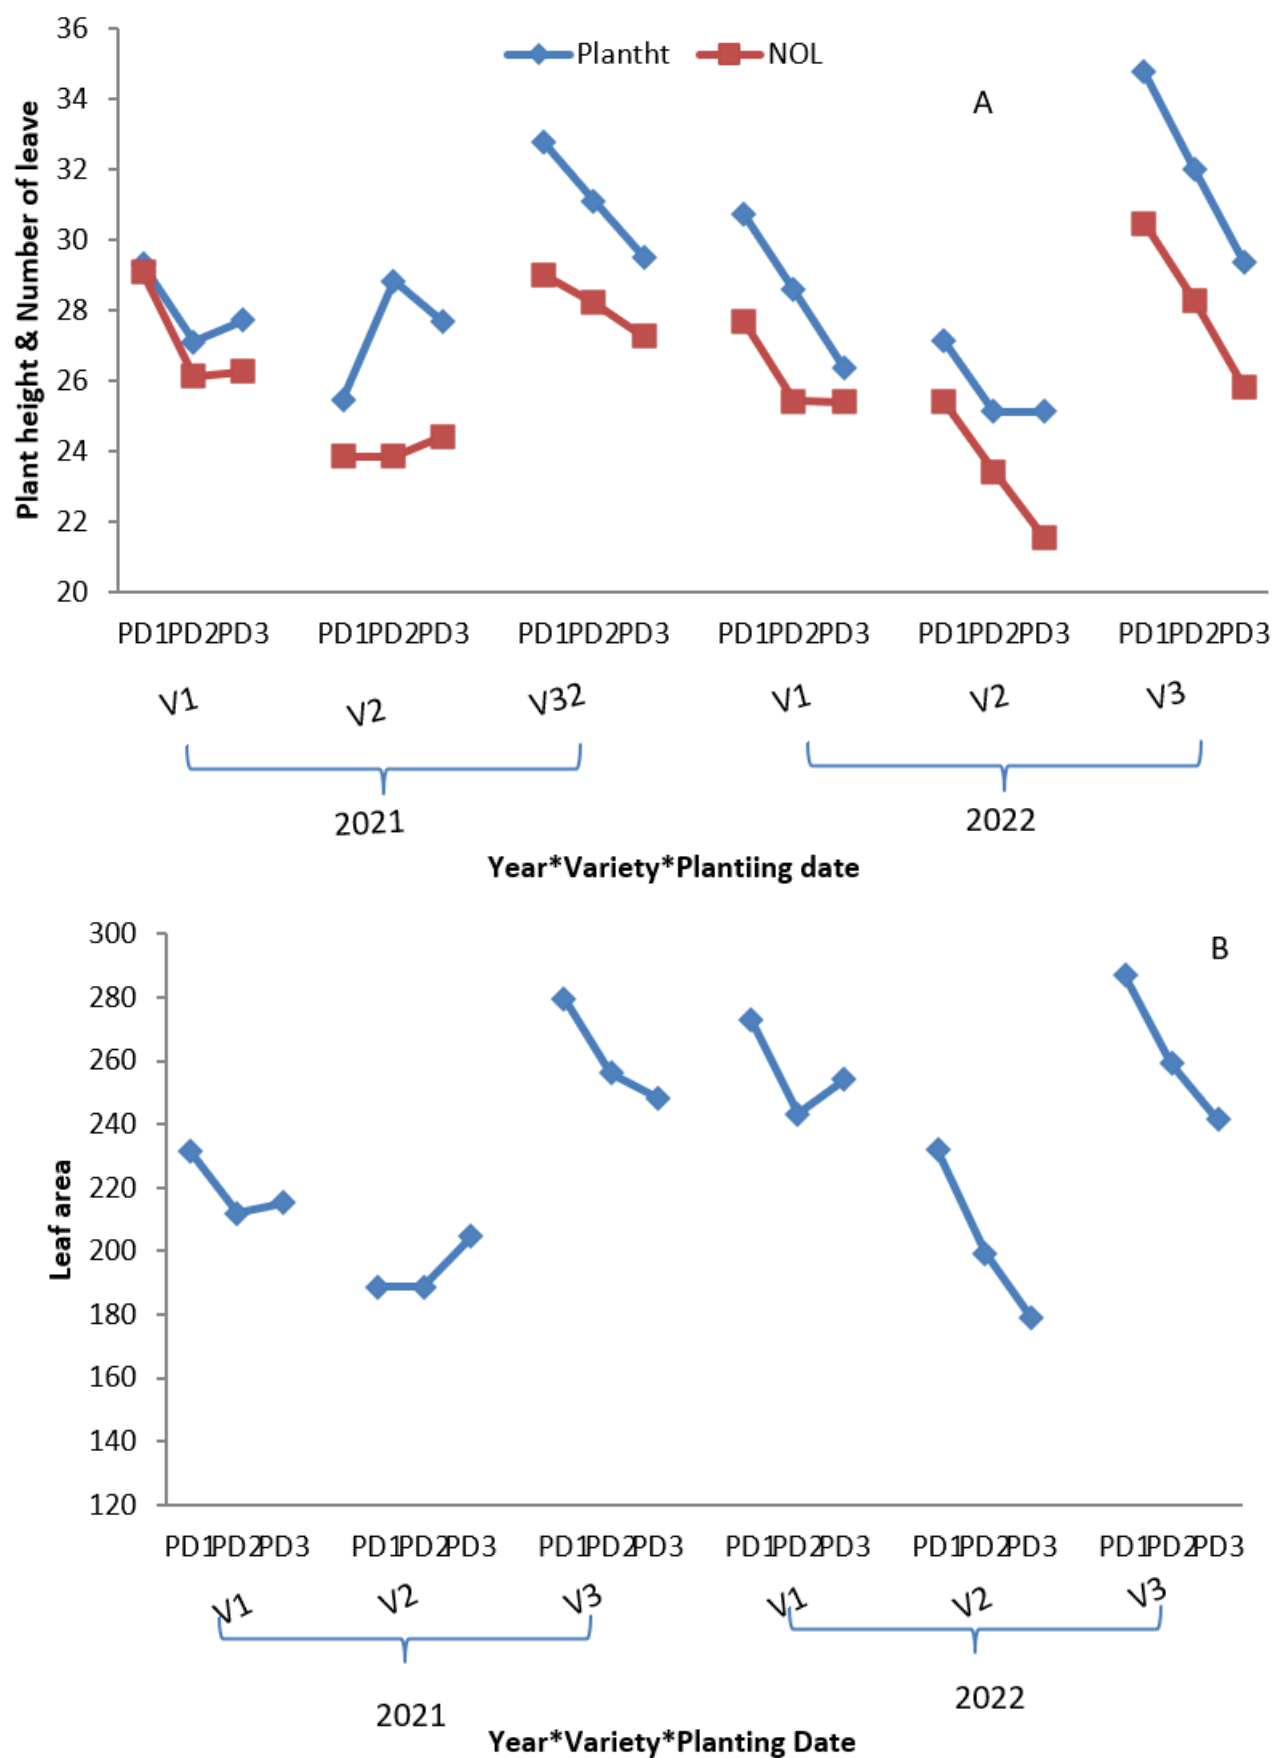 Plantht NOL
A
Plant height & Number of leave
36
34
32
30
28
26
24
22
20
PD1PD2PD3 PD1PD2PD3 PD1PD2PD3 PD1PD2PD3 PD1PD2PD3 PD1PD2PD3
V1 V2 V32 V1 V2 V3
2021 2022
Year*Variety*Plantiing date
B
Leaf area
300
280
260
240
220
200
180
160
140
120
PD1PD2PD3 PD1PD2PD3 PD1PD2PD3 PD1PD2PD3 PD1PD2PD3 PD1PD2PD3
V1 V2 V3 V1 V2 V3
2021 2022
Year*Variety*Planting Date